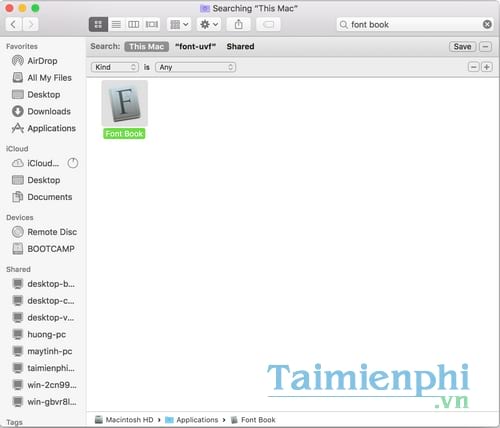 Searching "This Mac"
font book
Favorites
AirDrop
All My Files
Desktop
Downloads
Applications
iCloud
iCloud...
Desktop
Documents
Devices
Remote Disc
BOOTCAMP
Shared
desktop-b...
desktop-c...
desktop-v...
huong-pc
maytinh-pc
taimienphi...
win-2cn99...
win-gbvr8l...
Tags
Search: This Mac "font-uvf" Shared Save
Kind is Any
F
Font Book
Taimienphi
.vn
Macintosh HD Applications Font Book